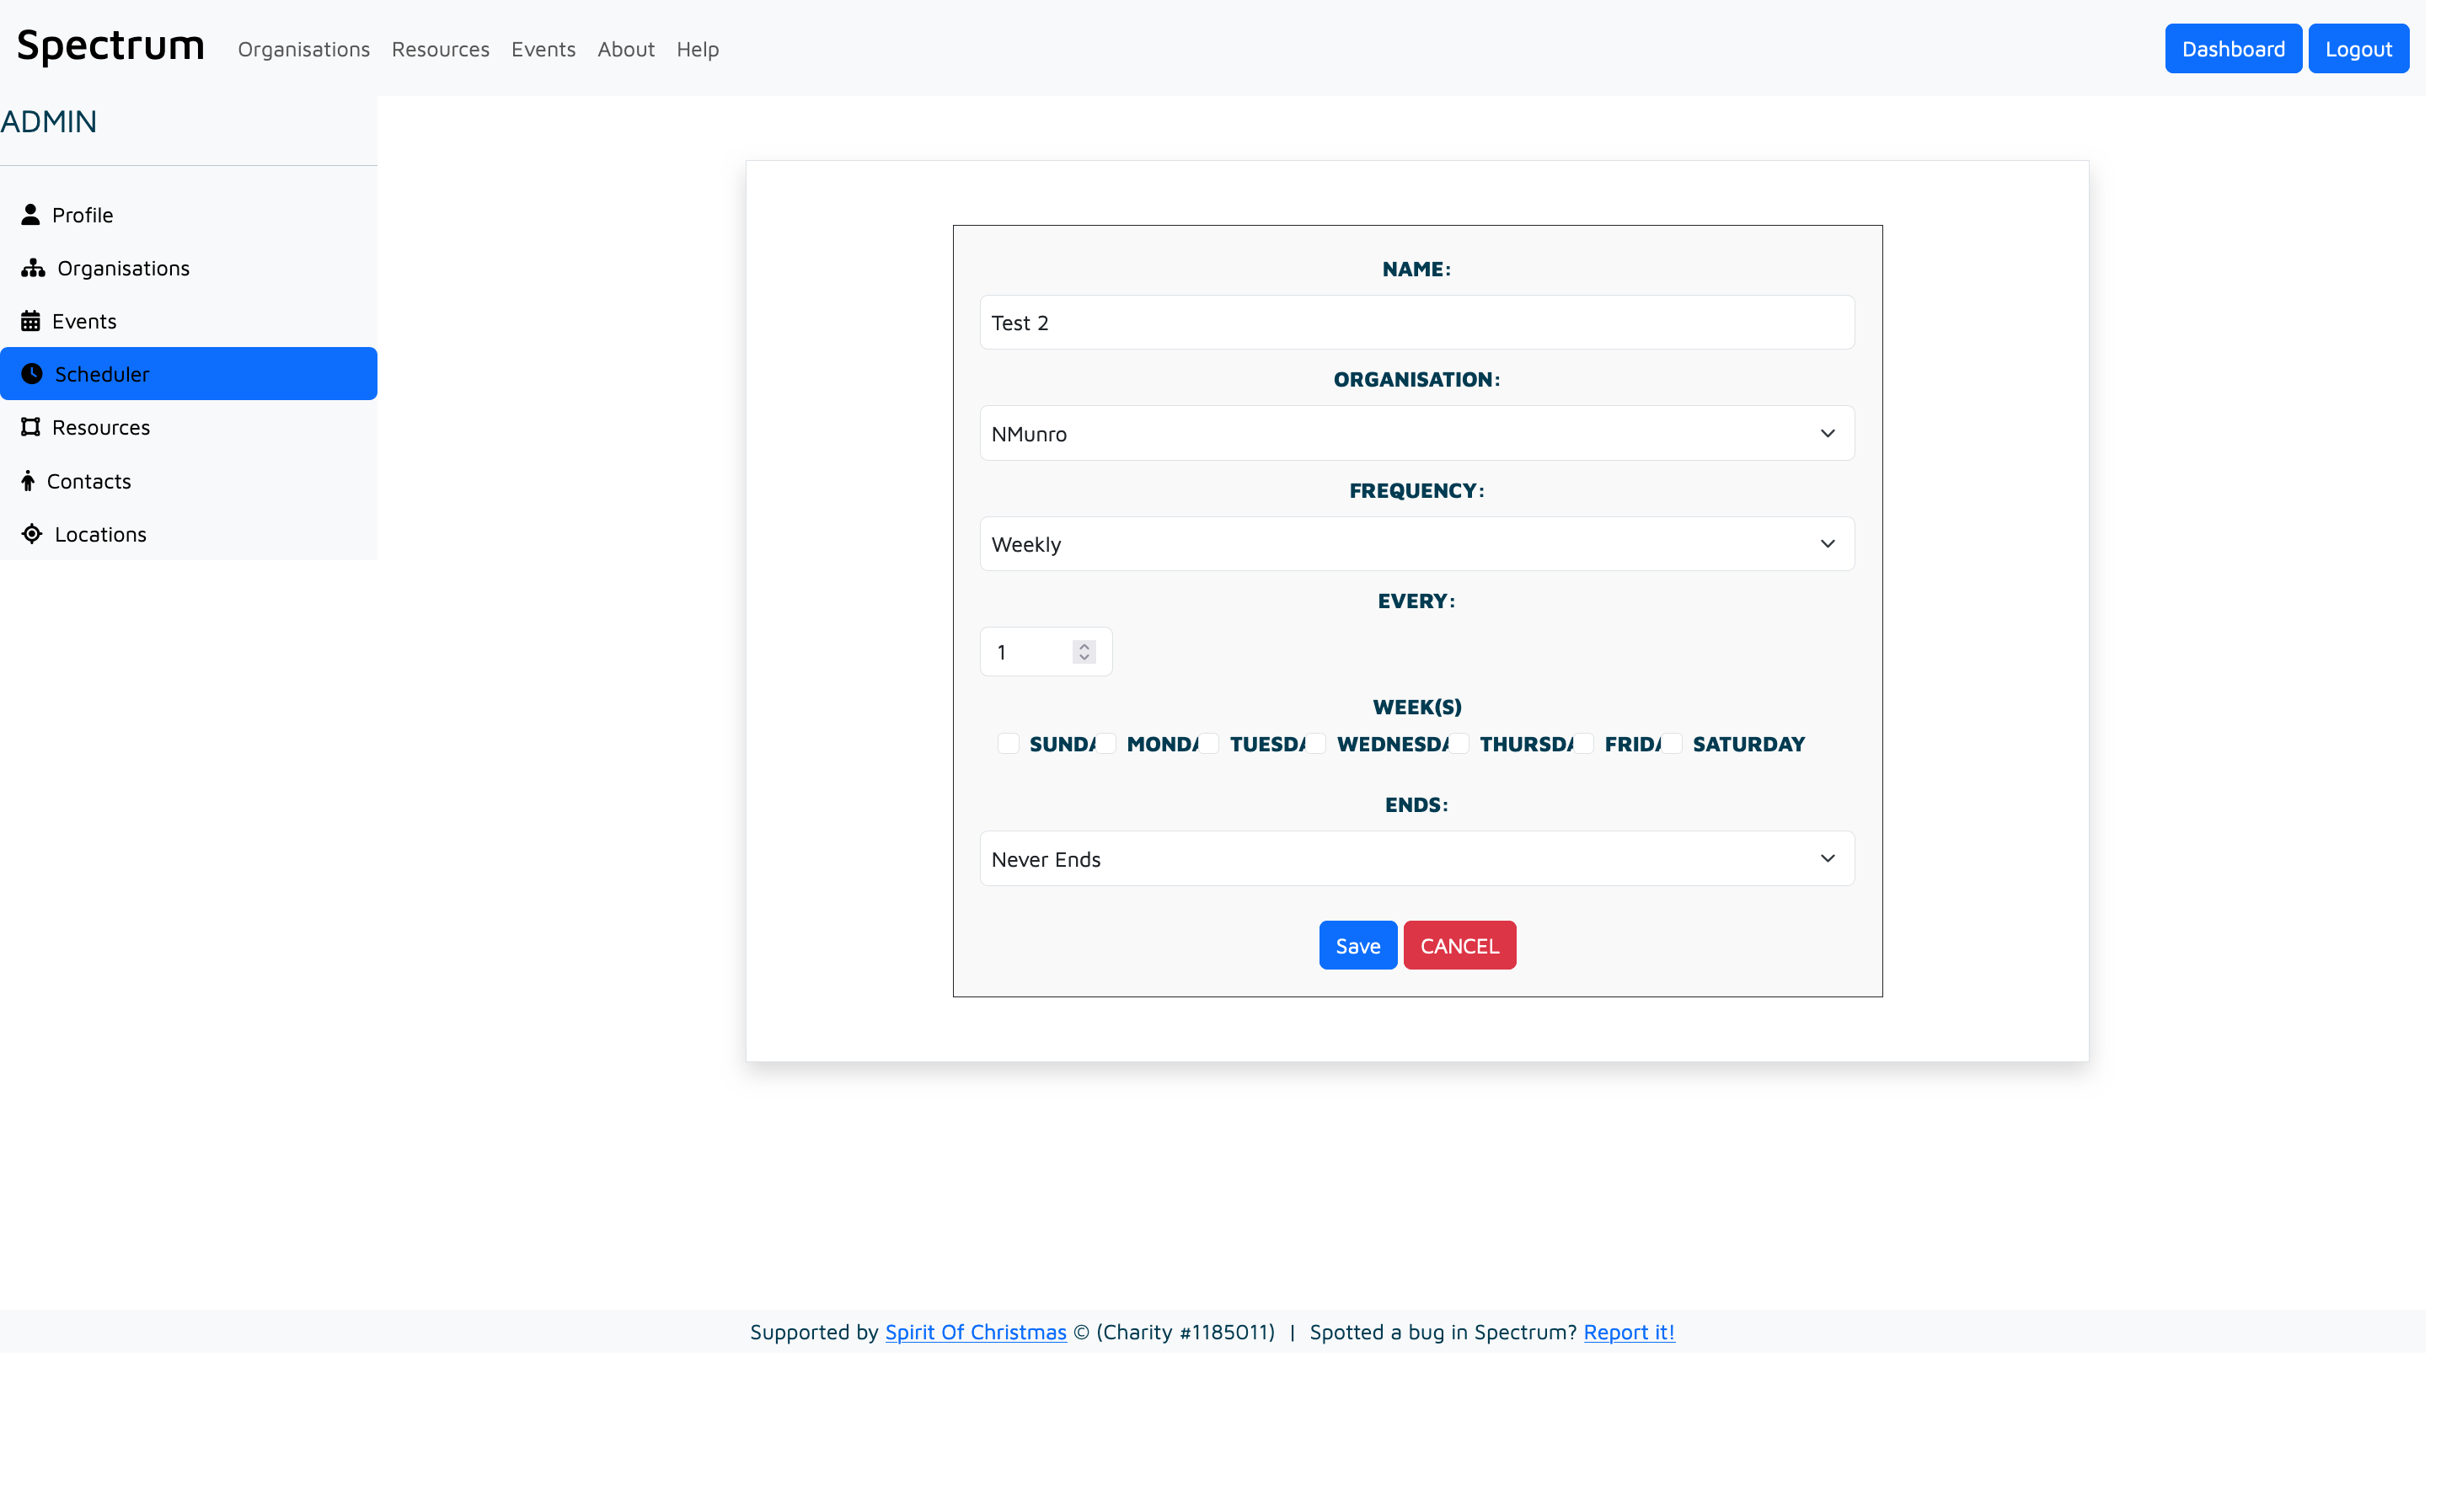 Spectrum Organisations Resources Events About Help Dashboard Logout
ADMIN
Profile
Organisations
Events
Scheduler
Resources
Contacts
Locations
NAME:
Test 2
ORGANISATION:
NMunro
FREQUENCY:
Weekly
EVERY:
1
WEEK(S)
SUNDA MONDA TUESDA WEDNESDA THURSDA FRIDA SATURDAY
ENDS:
Never Ends
Save CANCEL
Supported by Spirit Of Christmas © (Charity #1185011) | Spotted a bug in Spectrum? Report it!